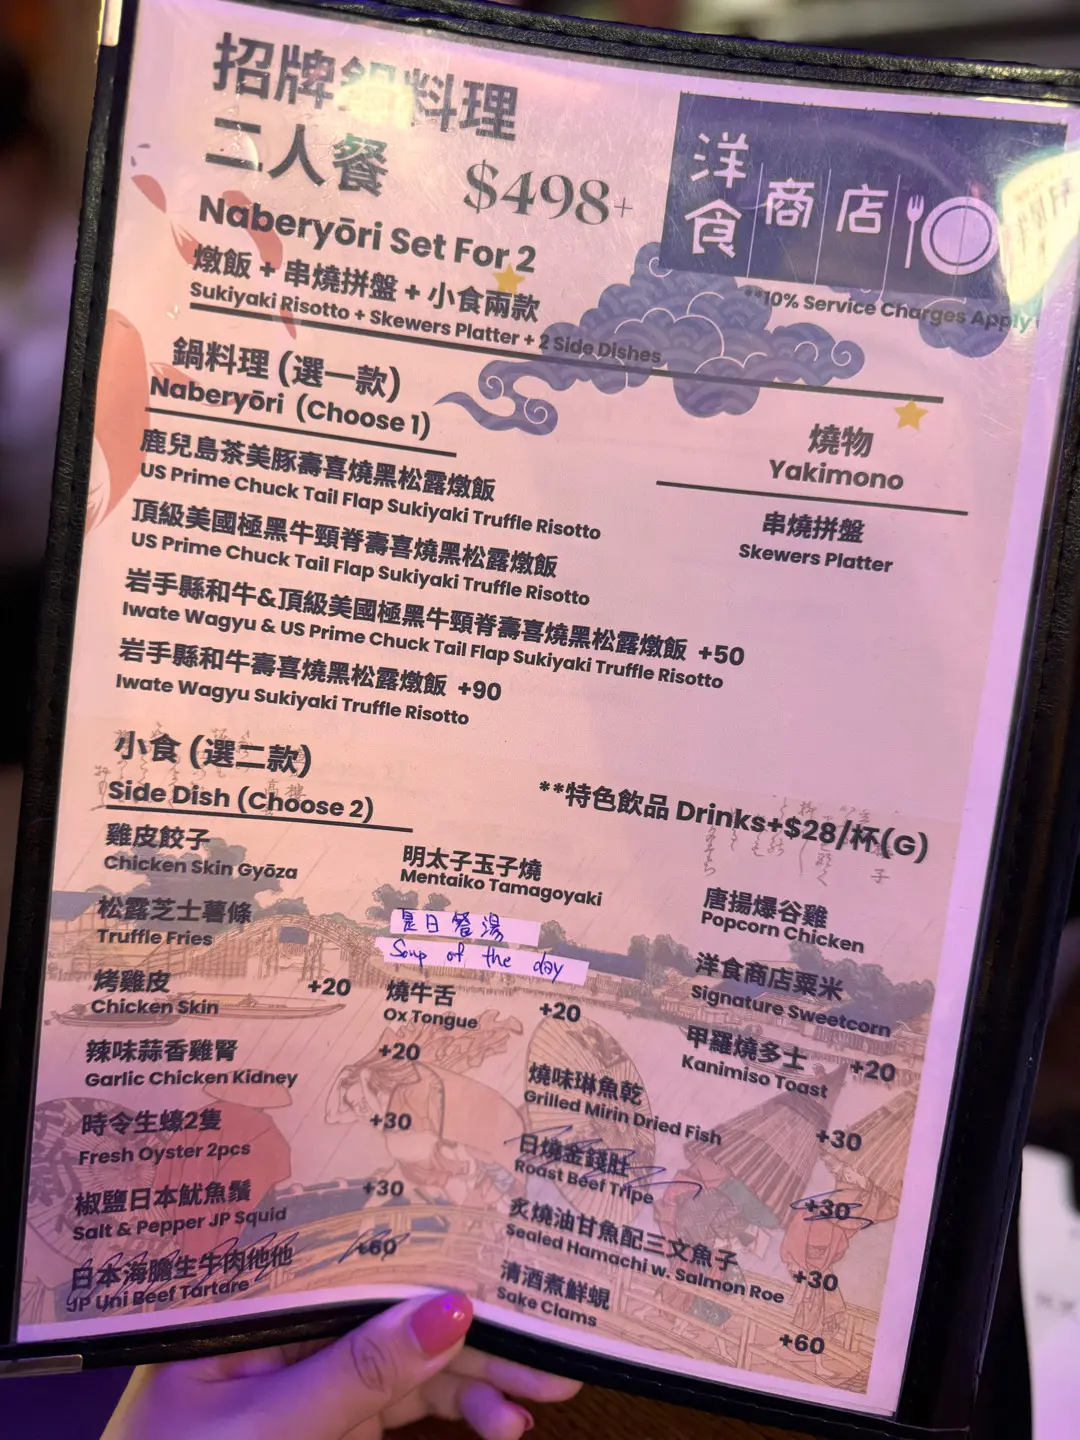 招牌鍋料理
二人餐 $498+
Naberyōri Set For 2
燉飯 + 串燒拼盤 + 小食兩款
Sukiyaki Risotto + Skewers Platter + 2 Side Dishes
洋食商店
**10% Service Charges Apply
鍋料理 (選一款)
Naberyōri (Choose 1)
鹿兒島茶美豚壽喜燒黑松露燉飯
US Prime Chuck Tail Flap Sukiyaki Truffle Risotto
頂級美國極黑牛頸脊壽喜燒黑松露燉飯
US Prime Chuck Tail Flap Sukiyaki Truffle Risotto
岩手縣和牛&頂級美國極黑牛頸脊壽喜燒黑松露燉飯 +50
Iwate Wagyu & US Prime Chuck Tail Flap Sukiyaki Truffle Risotto
岩手縣和牛壽喜燒黑松露燉飯 +90
Iwate Wagyu Sukiyaki Truffle Risotto
燒物
Yakimono
串燒拼盤
Skewers Platter
小食 (選二款)
Side Dish (Choose 2)
**特色飲品 Drinks+$28/杯(G)
雞皮餃子
Chicken Skin Gyōza
松露芝士薯條
Truffle Fries
烤雞皮 +20
Chicken Skin
辣味蒜香雞腎 +20
Garlic Chicken Kidney
時令生蠔2隻 +30
Fresh Oyster 2pcs
椒鹽日本魷魚鬚 +30
Salt & Pepper JP Squid
日本海膽生牛肉他他 +60
JP Uni Beef Tartare
明太子玉子燒
Mentaiko Tamagoyaki
是日餐湯
Soup of the day
燒牛舌 +20
Ox Tongue
唐揚爆谷雞
Popcorn Chicken
洋食商店粟米
Signature Sweetcorn
甲羅燒多士 +20
Kanimiso Toast
燒味琳魚乾 +30
Grilled Mirin Dried Fish
日燒金錢肚 +30
Roast Beef Tripe
炙燒油甘魚配三文魚子 +30
Sealed Hamachi w. Salmon Roe
清酒煮鮮蜆 +60
Sake Clams